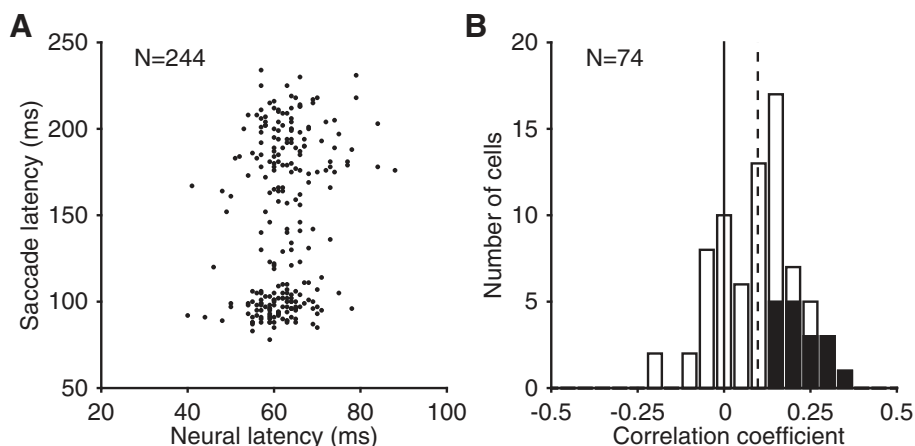 A
N=244
Saccade latency (ms)
250
200
150
100
50
20
40
60
80
100
Neural latency (ms)
B
N=74
Number of cells
20
15
10
5
0
-0.5
-0.25
0
0.25
0.5
Correlation coefficient